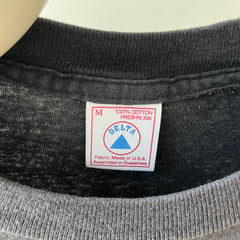 M
100% COTTON
PRESHRUNK
DELTA
Fabric Made in U.S.A.
Assembled in Guatemala